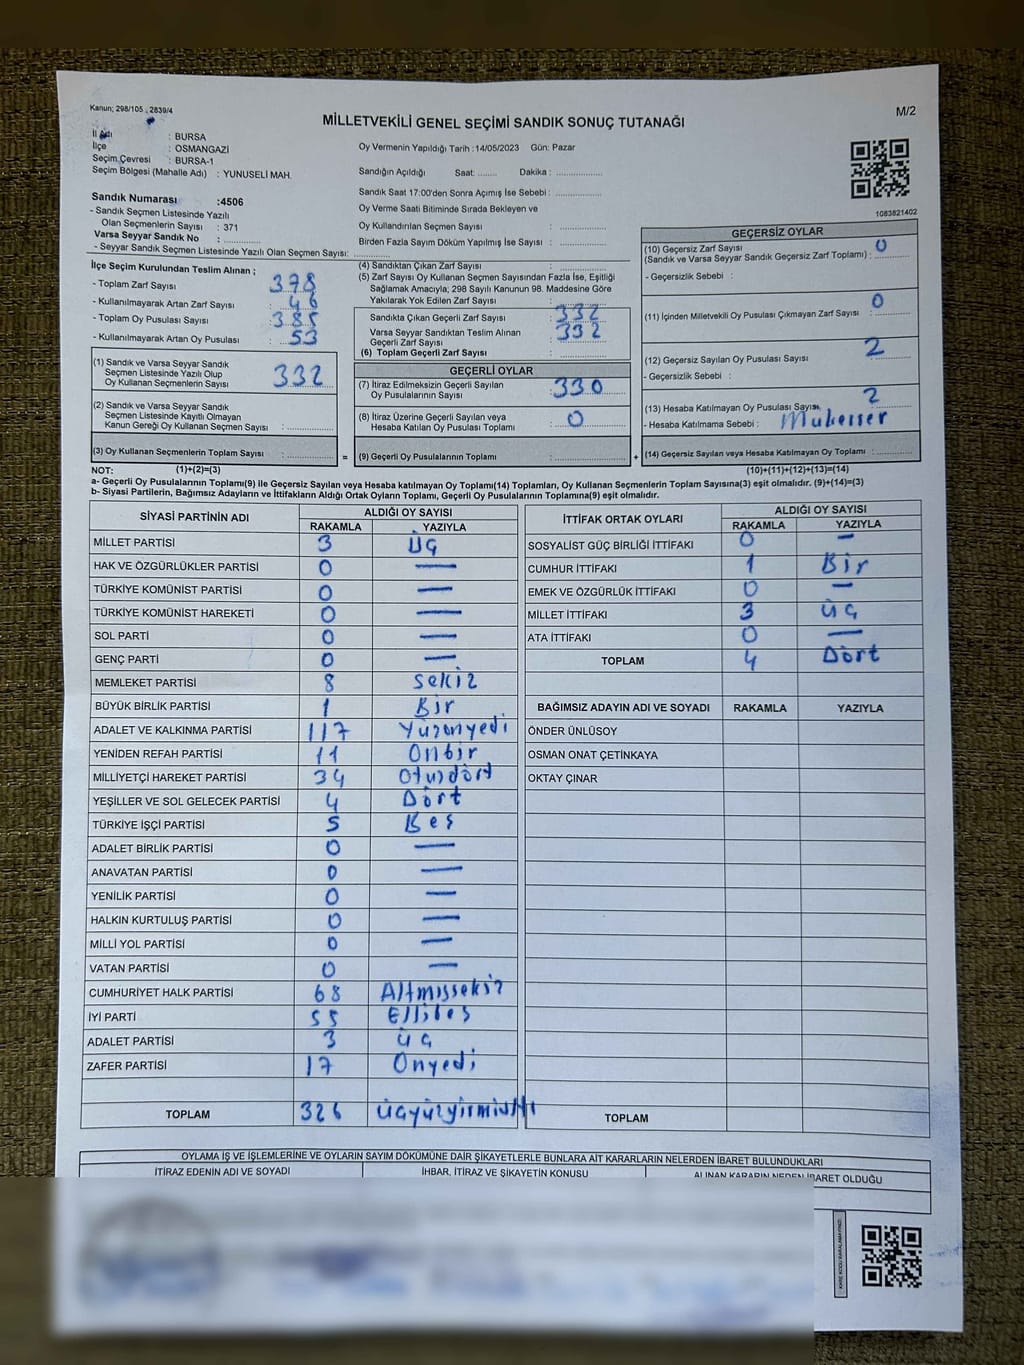 Kanun; 298/105 , 2839/4
M/2
MİLLETVEKİLİ GENEL SEÇİMİ SANDIK SONUÇ TUTANAĞI
İl Adı : BURSA
İlçe : OSMANGAZİ
Seçim Çevresi : BURSA-1
Seçim Bölgesi (Mahalle Adı) : YUNUSELİ MAH.
Sandık Numarası :4506
- Sandık Seçmen Listesinde Yazılı
Olan Seçmenlerin Sayısı : 371
Varsa Seyyar Sandık No : ............
- Seyyar Sandık Seçmen Listesinde Yazılı Olan Seçmen Sayısı: ............
Oy Vermenin Yapıldığı Tarih :14/05/2023 Gün: Pazar
Sandığın Açıldığı Saat: ........ Dakika : ................
Sandık Saat 17:00'den Sonra Açımış İse Sebebi : ................
Oy Verme Saati Bitiminde Sırada Bekleyen ve
Oy Kullandırılan Seçmen Sayısı : ................
Birden Fazla Sayım Döküm Yapılmış İse Sayısı : ................
1083821402
İlçe Seçim Kurulundan Teslim Alınan ;
- Toplam Zarf Sayısı : 378
- Kullanılmayarak Artan Zarf Sayısı : 46
- Toplam Oy Pusulası Sayısı : 385
- Kullanılmayarak Artan Oy Pusulası : 53
(1) Sandık ve Varsa Seyyar Sandık
Seçmen Listesinde Yazılı Olup
Oy Kullanan Seçmenlerin Sayısı : 332
(2) Sandık ve Varsa Seyyar Sandık
Seçmen Listesinde Kayıtlı Olmayan
Kanun Gereği Oy Kullanan Seçmen Sayısı : ............
(3) Oy Kullanan Seçmenlerin Toplam Sayısı : ............
(4) Sandıktan Çıkan Zarf Sayısı : ............
(5) Zarf Sayısı Oy Kullanan Seçmen Sayısından Fazla İse, Eşitliği
Sağlamak Amacıyla; 298 Sayılı Kanunun 98. Maddesine Göre
Yakılarak Yok Edilen Zarf Sayısı : ............
Sandıkta Çıkan Geçerli Zarf Sayısı : 332
Varsa Seyyar Sandıktan Teslim Alınan
Geçerli Zarf Sayısı : 332
(6) Toplam Geçerli Zarf Sayısı : ............
GEÇERLİ OYLAR
(7) İtiraz Edilmeksizin Geçerli Sayılan
Oy Pusulalarının Sayısı : 330
(8) İtiraz Üzerine Geçerli Sayılan veya
Hesaba Katılan Oy Pusulası Toplamı : 0
= (9) Geçerli Oy Pusulalarının Toplamı : ............ +
GEÇERSİZ OYLAR
(10) Geçersiz Zarf Sayısı
(Sandık ve Varsa Seyyar Sandık Geçersiz Zarf Toplamı) : 0
- Geçersizlik Sebebi :
(11) İçinden Milletvekili Oy Pusulası Çıkmayan Zarf Sayısı : 0
(12) Geçersiz Sayılan Oy Pusulası Sayısı : 2
- Geçersizlik Sebebi :
(13) Hesaba Katılmayan Oy Pusulası Sayısı : 2
- Hesaba Katılmama Sebebi :
(14) Geçersiz Sayılan veya Hesaba Katılmayan Oy Toplamı : ............
NOT: (1)+(2)=(3) (10)+(11)+(12)+(13)=(14)
a- Geçerli Oy Pusulalarının Toplamı(9) ile Geçersiz Sayılan veya Hesaba katılmayan Oy Toplamı(14) Toplamları, Oy Kullanan Seçmenlerin Toplam Sayısına(3) eşit olmalıdır. (9)+(14)=(3)
b- Siyasi Partilerin, Bağımsız Adayların ve İttifakların Aldığı Ortak Oyların Toplamı, Geçerli Oy Pusulalarının Toplamına(9) eşit olmalıdır.
SİYASİ PARTİNİN ADI ALDIĞI OY SAYISI
RAKAMLA YAZIYLA
MİLLET PARTİSİ 3 Üç
HAK VE ÖZGÜRLÜKLER PARTİSİ 0 —
TÜRKİYE KOMÜNİST PARTİSİ 0 —
TÜRKİYE KOMÜNİST HAREKETİ 0 —
SOL PARTİ 0 —
GENÇ PARTİ 0 —
MEMLEKET PARTİSİ 8 sekiz
BÜYÜK BİRLİK PARTİSİ 1 Bir
ADALET VE KALKINMA PARTİSİ 117 Yüzonyedi
YENİDEN REFAH PARTİSİ 11 Onbir
MİLLİYETÇİ HAREKET PARTİSİ 34 Otuzdört
YEŞİLLER VE SOL GELECEK PARTİSİ 4 Dört
TÜRKİYE İŞÇİ PARTİSİ 5 Beş
ADALET BİRLİK PARTİSİ 0 —
ANAVATAN PARTİSİ 0 —
YENİLİK PARTİSİ 0 —
HALKIN KURTULUŞ PARTİSİ 0 —
MİLLİ YOL PARTİSİ 0 —
VATAN PARTİSİ 0 —
CUMHURİYET HALK PARTİSİ 68 Altmışsekiz
İYİ PARTİ 55 Ellibeş
ADALET PARTİSİ 3 üç
ZAFER PARTİSİ 17 Onyedi
TOPLAM 326 üçyüzyirmialtı
İTTİFAK ORTAK OYLARI ALDIĞI OY SAYISI
RAKAMLA YAZIYLA
SOSYALİST GÜÇ BİRLİĞİ İTTİFAKI 0 —
CUMHUR İTTİFAKI 1 Bir
EMEK VE ÖZGÜRLÜK İTTİFAKI 0 —
MİLLET İTTİFAKI 3 üç
ATA İTTİFAKI 0 —
TOPLAM 4 Dört
BAĞIMSIZ ADAYIN ADI VE SOYADI RAKAMLA YAZIYLA
ÖNDER ÜNLÜSOY
OSMAN ONAT ÇETİNKAYA
OKTAY ÇINAR
TOPLAM
OYLAMA İŞ VE İŞLEMLERİNE VE OYLARIN SAYIM DÖKÜMÜNE DAİR ŞİKAYETLERLE BUNLARA AİT KARARLARIN NELERDEN İBARET BULUNDUKLARI
İTİRAZ EDENİN ADI VE SOYADI İHBAR, İTİRAZ VE ŞİKAYETİN KONUSU ALINAN KARARIN NEDEN İBARET OLDUĞU